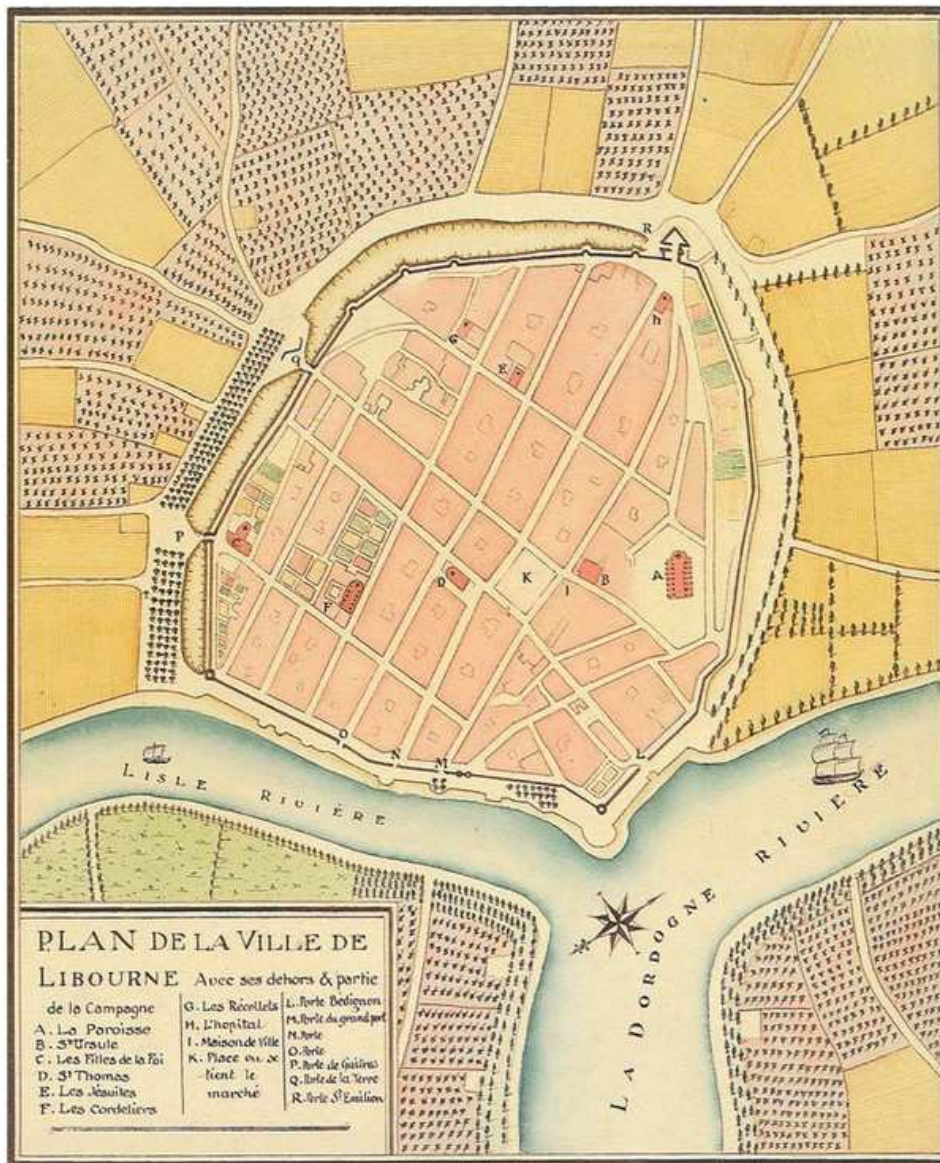 R
G
h
E
Q
P
C
D
K
B
I
A
F
O
N
M
L
LISLE RIVIÉRE
LA DORDOGNE RIVIERE
PLAN DE LA VILLE DE
LIBOURNE Avec ses dehors & partie
de la Campagne
A. La Paroisse
B. Ste Ursule
C. Les Filles de la Foi
D. St Thomas
E. Les Jésuites
F. Les Cordeliers
G. Les Récollets
H. L'hopital
I. Maison de Ville
K. Place ou se
tient le
marché
L. Porte Bedignon
M. Porte du grand port
N. Porte
O. Porte
P. Porte de Guitres
Q. Porte de la Terre
R. Porte St Emilion